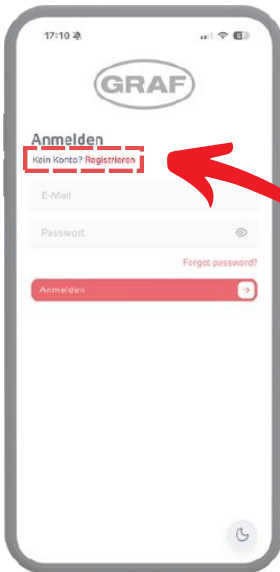 17:10
GRAF
Anmelden
Kein Konto? Registrieren
E-Mail
Passwort
Forgot password?
Anmelden